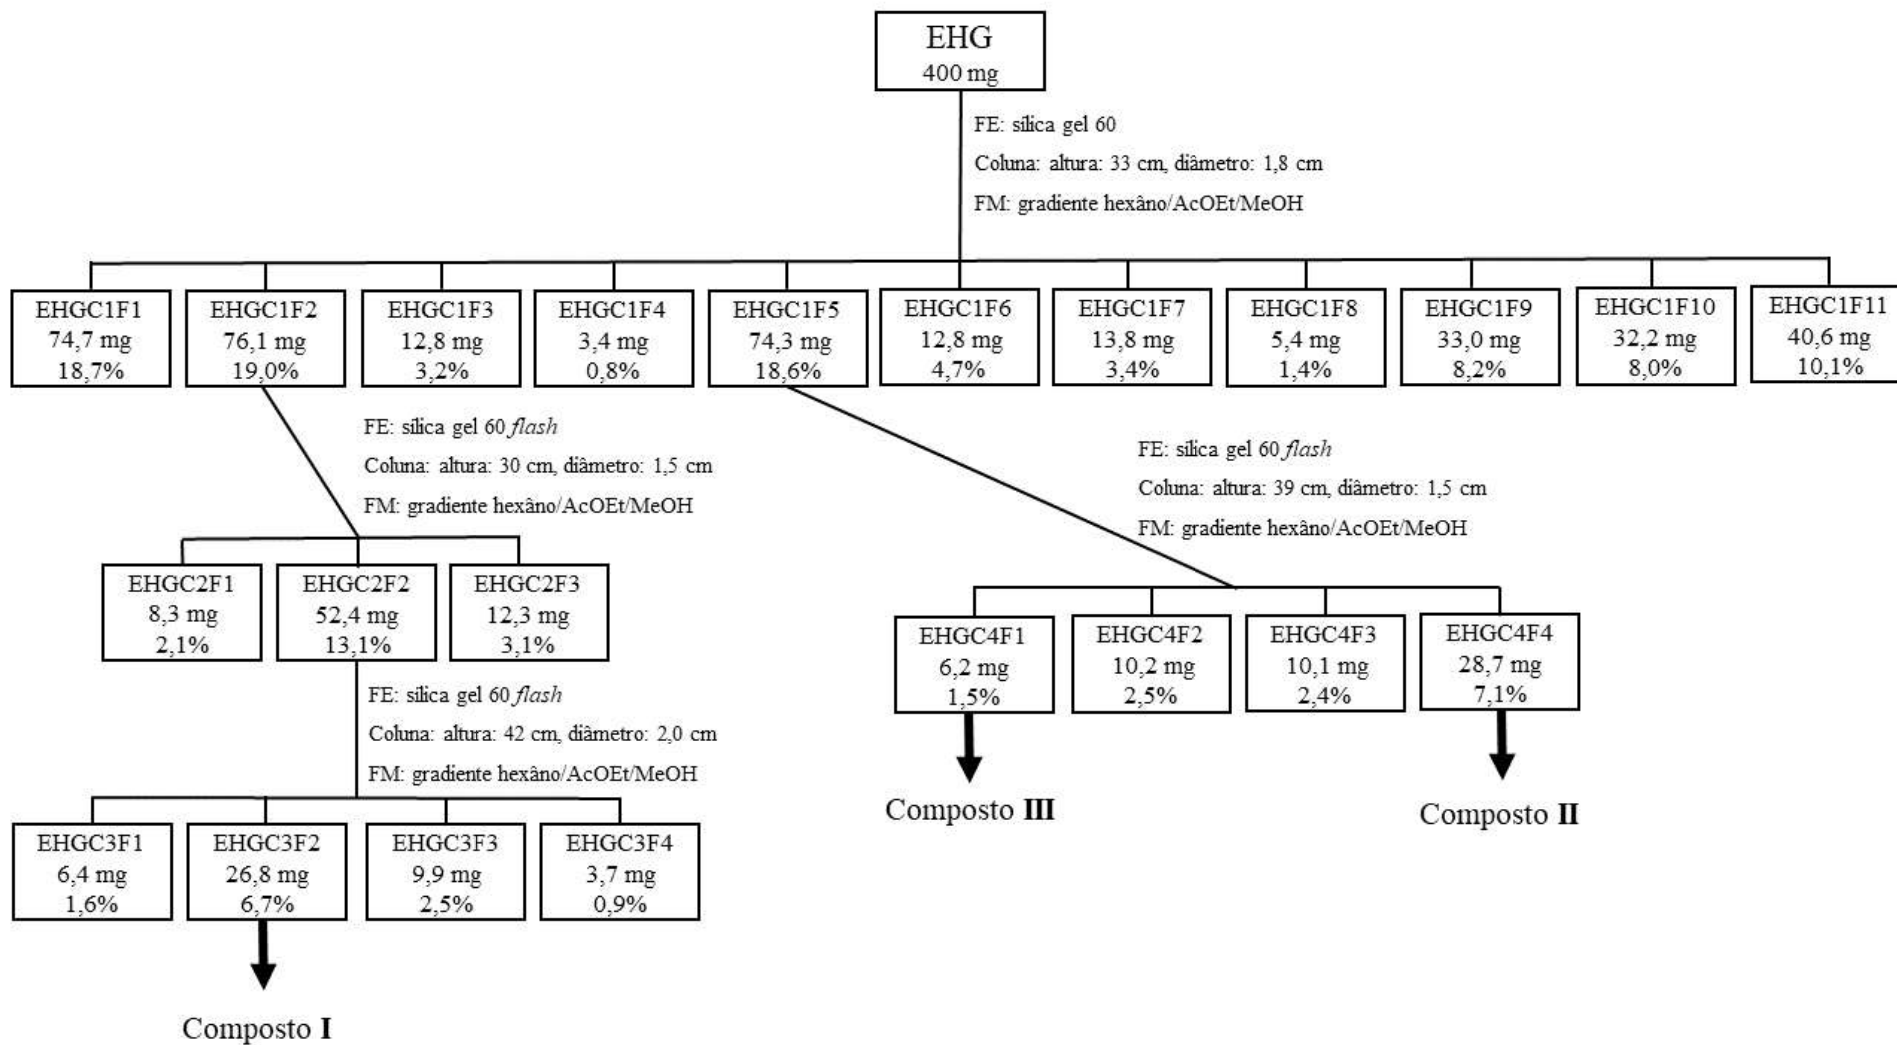 EHG
400 mg
FE: sílica gel 60
Coluna: altura: 33 cm, diâmetro: 1,8 cm
FM: gradiente hexâno/AcOEt/MeOH
EHGC1F1
74,7 mg
18,7%
EHGC1F2
76,1 mg
19,0%
EHGC1F3
12,8 mg
3,2%
EHGC1F4
3,4 mg
0,8%
EHGC1F5
74,3 mg
18,6%
EHGC1F6
12,8 mg
4,7%
EHGC1F7
13,8 mg
3,4%
EHGC1F8
5,4 mg
1,4%
EHGC1F9
33,0 mg
8,2%
EHGC1F10
32,2 mg
8,0%
EHGC1F11
40,6 mg
10,1%
FE: sílica gel 60 flash
Coluna: altura: 30 cm, diâmetro: 1,5 cm
FM: gradiente hexâno/AcOEt/MeOH
FE: sílica gel 60 flash
Coluna: altura: 39 cm, diâmetro: 1,5 cm
FM: gradiente hexâno/AcOEt/MeOH
EHGC2F1
8,3 mg
2,1%
EHGC2F2
52,4 mg
13,1%
EHGC2F3
12,3 mg
3,1%
EHGC4F1
6,2 mg
1,5%
EHGC4F2
10,2 mg
2,5%
EHGC4F3
10,1 mg
2,4%
EHGC4F4
28,7 mg
7,1%
FE: sílica gel 60 flash
Coluna: altura: 42 cm, diâmetro: 2,0 cm
FM: gradiente hexâno/AcOEt/MeOH
Composto III
Composto II
EHGC3F1
6,4 mg
1,6%
EHGC3F2
26,8 mg
6,7%
EHGC3F3
9,9 mg
2,5%
EHGC3F4
3,7 mg
0,9%
Composto I